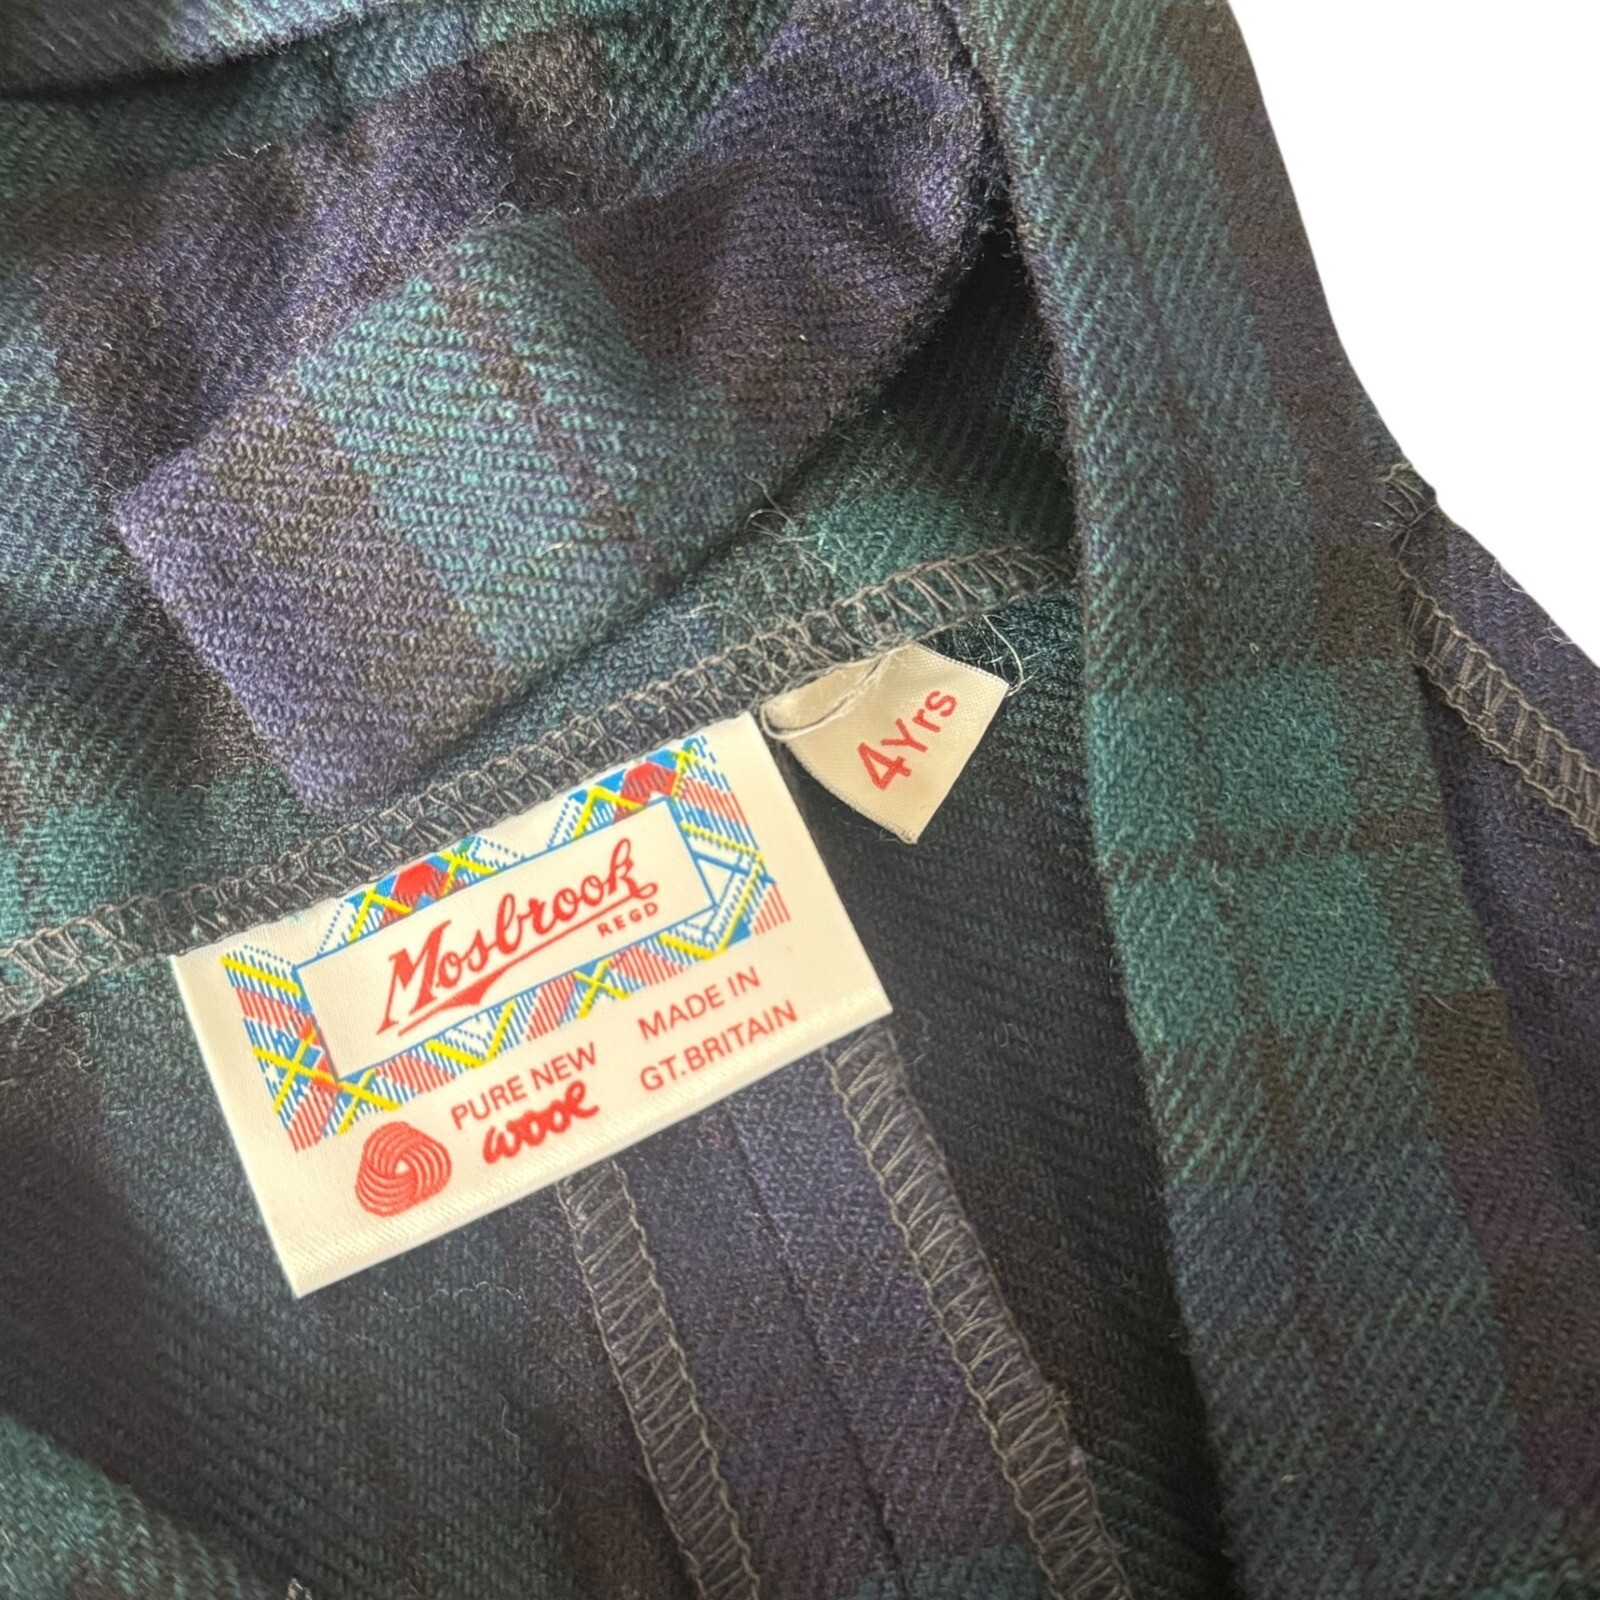 4Yrs
Mosbrook
REGD
PURE NEW
wool
MADE IN
GT.BRITAIN